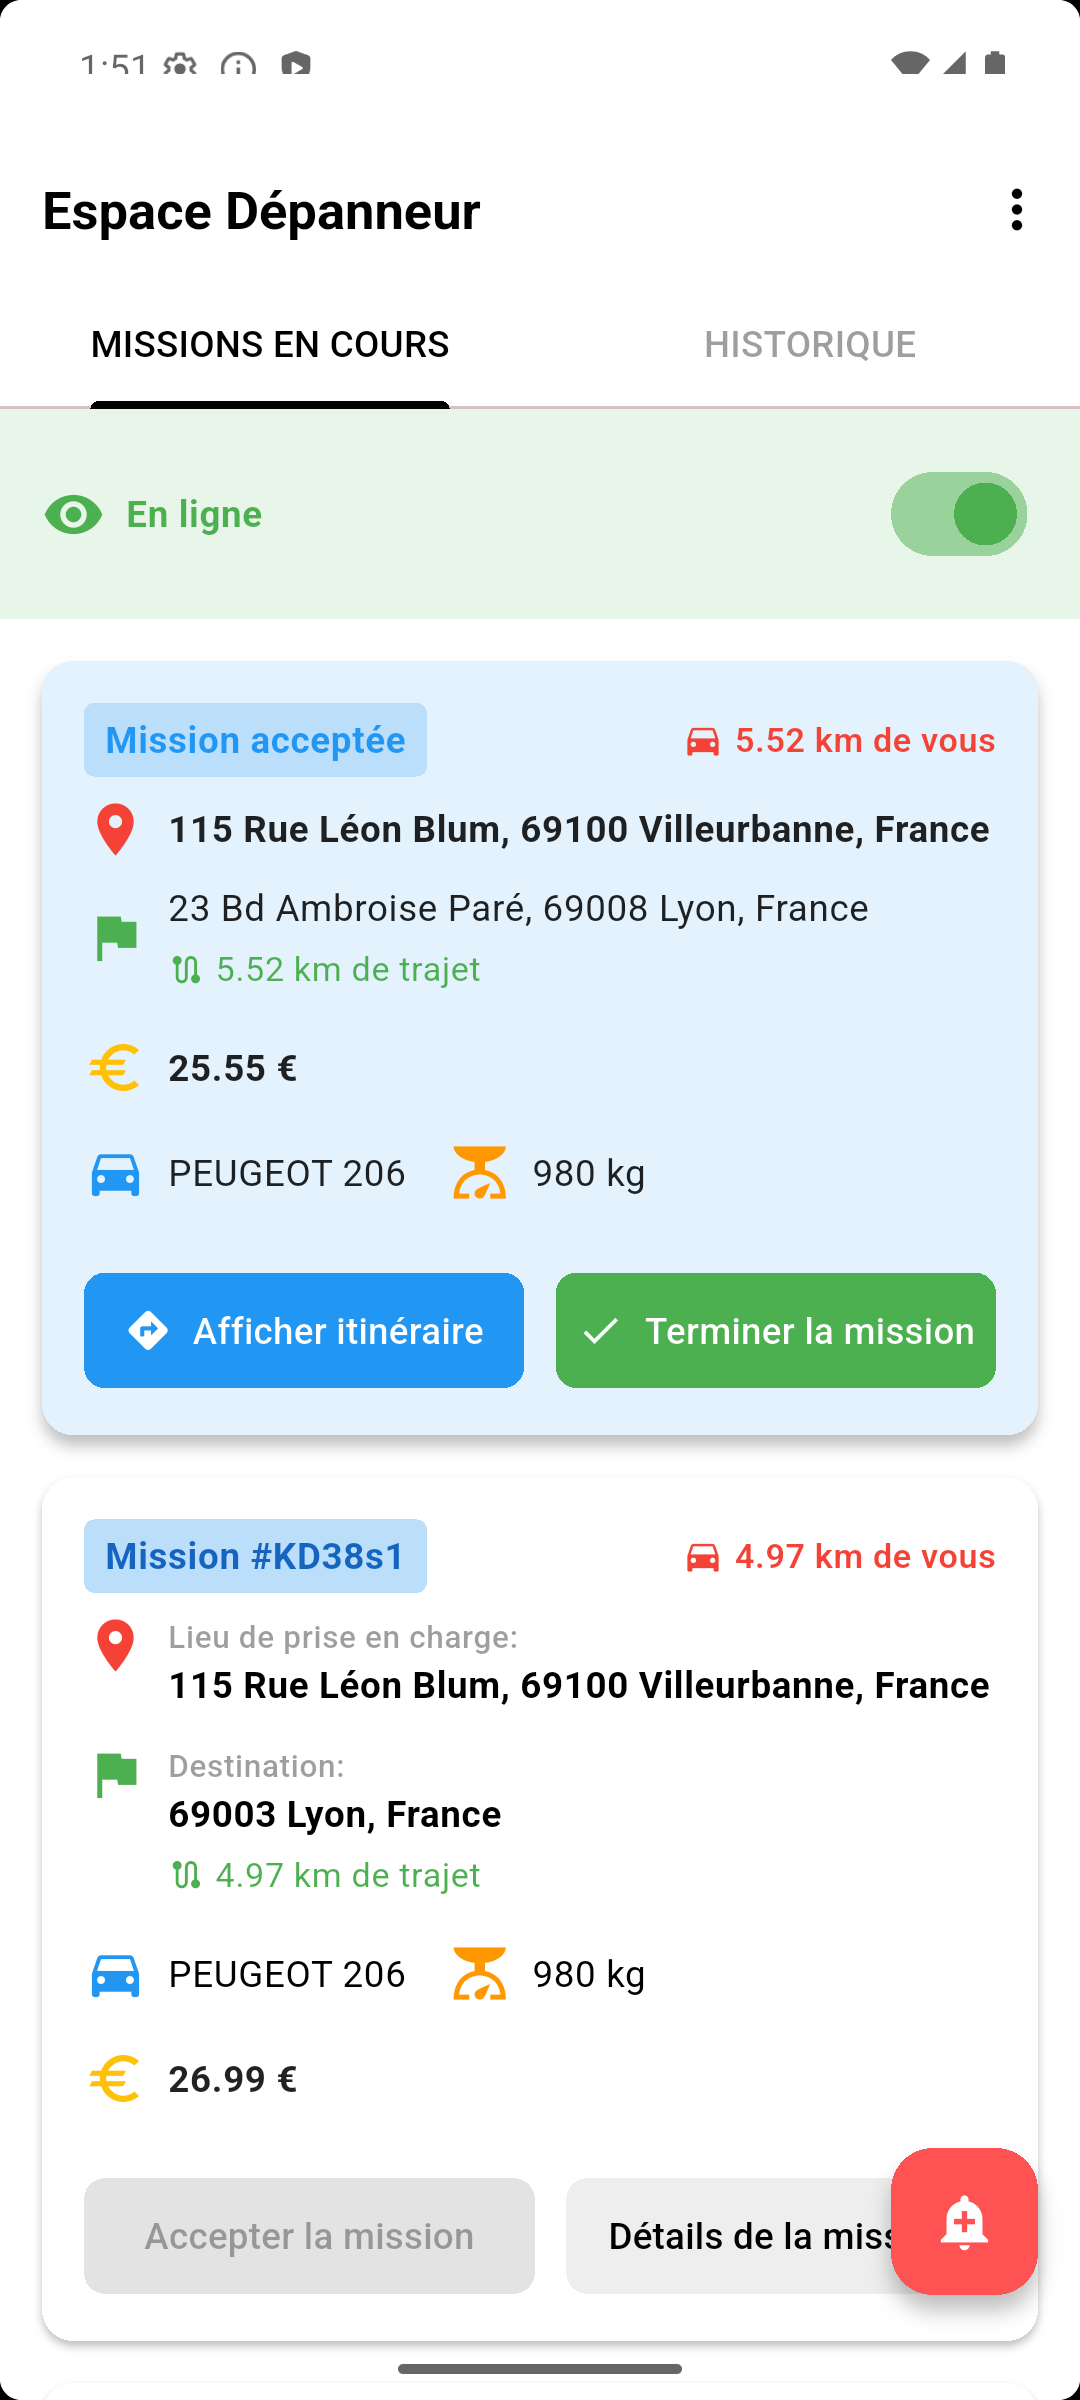 1:51
Espace Dépanneur
MISSIONS EN COURS
HISTORIQUE
En ligne
Mission acceptée
5.52 km de vous
115 Rue Léon Blum, 69100 Villeurbanne, France
23 Bd Ambroise Paré, 69008 Lyon, France
5.52 km de trajet
25.55 €
PEUGEOT 206
980 kg
Afficher itinéraire
Terminer la mission
Mission #KD38s1
4.97 km de vous
Lieu de prise en charge:
115 Rue Léon Blum, 69100 Villeurbanne, France
Destination:
69003 Lyon, France
4.97 km de trajet
PEUGEOT 206
980 kg
26.99 €
Accepter la mission
Détails de la miss